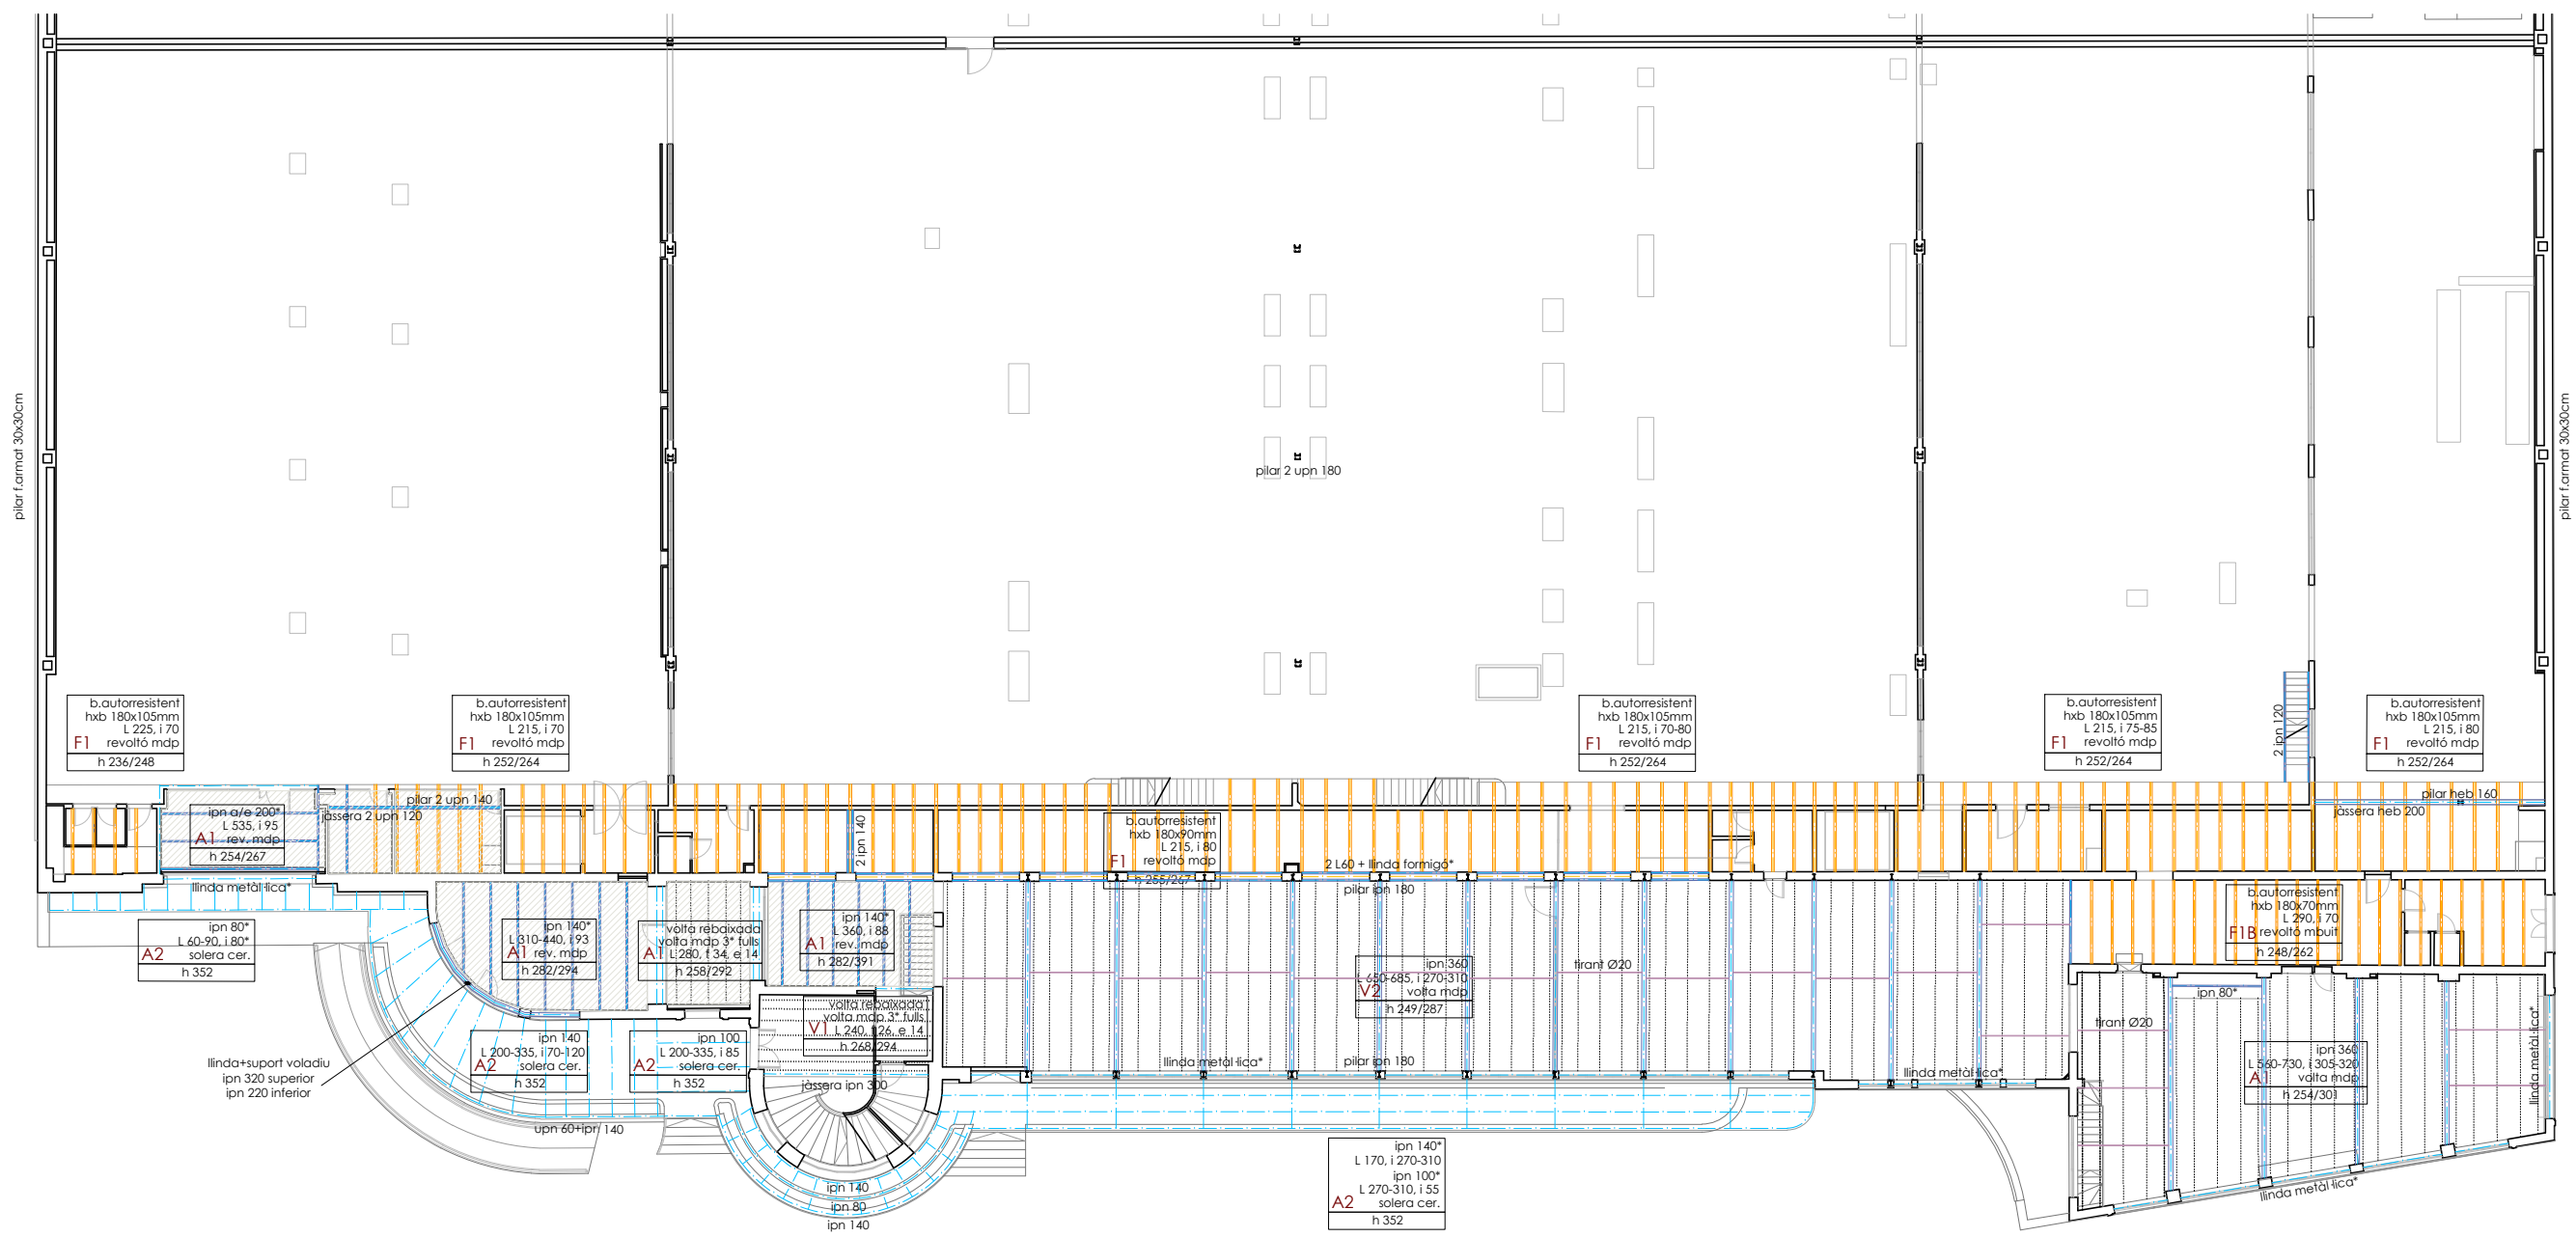 pilar f.armat 30x30cm
pilar f.armat 30x30cm
pilar 2 upn 180
b.autorresistent
hxb 180x105mm
L 225, i 70
F1 revoltó mdp
h 236/248
b.autorresistent
hxb 180x105mm
L 215, i 70
F1 revoltó mdp
h 252/264
b.autorresistent
hxb 180x105mm
L 215, i 70-80
F1 revoltó mdp
h 252/264
b.autorresistent
hxb 180x105mm
L 215, i 75-85
F1 revoltó mdp
h 252/264
2 ipn 120
b.autorresistent
hxb 180x105mm
L 215, i 80
F1 revoltó mdp
h 252/264
pilar heb 160
jàssera heb 200
ipn a/e 200*
L 535, i 95
A1 rev. mdp
h 254/267
pilar 2 upn 140
jàssera 2 upn 120
2 ipn 140
b.autorresistent
hxb 180x90mm
L 215, i 80
F1 revoltó mdp
h 255/267
2 L60 + llinda formigó*
pilar ipn 180
llinda metàl·lica*
ipn 80*
L 60-90, i 80*
A2 solera cer.
h 352
ipn 140*
L 310-440, i 93
A1 rev. mdp
h 282/294
volta rebaixada
volta mdp 3* fulls
A1 L 280, f 34, e 14
h 258/292
ipn 140*
L 360, i 88
A1 rev. mdp
h 282/391
b.autorresistent
hxb 180x70mm
L 290, i 70
F1B revoltó mbuit
h 248/262
ipn 360
L 650-685, i 270-310
V2 volta mdp
h 249/287
tirant Ø20
volta rebaixada*
volta mdp 3* fulls
V1 L 240, f 26, e 14
h 268/294
llinda+suport voladiu
ipn 320 superior
ipn 220 inferior
ipn 140
L 200-335, i 70-120
A2 solera cer.
h 352
ipn 100
L 200-335, i 85
A2 solera cer.
h 352
jàssera ipn 300
llinda metàl·lica*
pilar ipn 180
llinda metàl·lica*
ipn 80*
tirant Ø20
ipn 360
L 560-730, i 305-320
A1 volta mdp
h 254/301
llinda metàl·lica*
llinda metàl·lica*
upn 60+ipn 140
ipn 140
ipn 80
ipn 140
ipn 140*
L 170, i 270-310
ipn 100*
L 270-310, i 55
A2 solera cer.
h 352